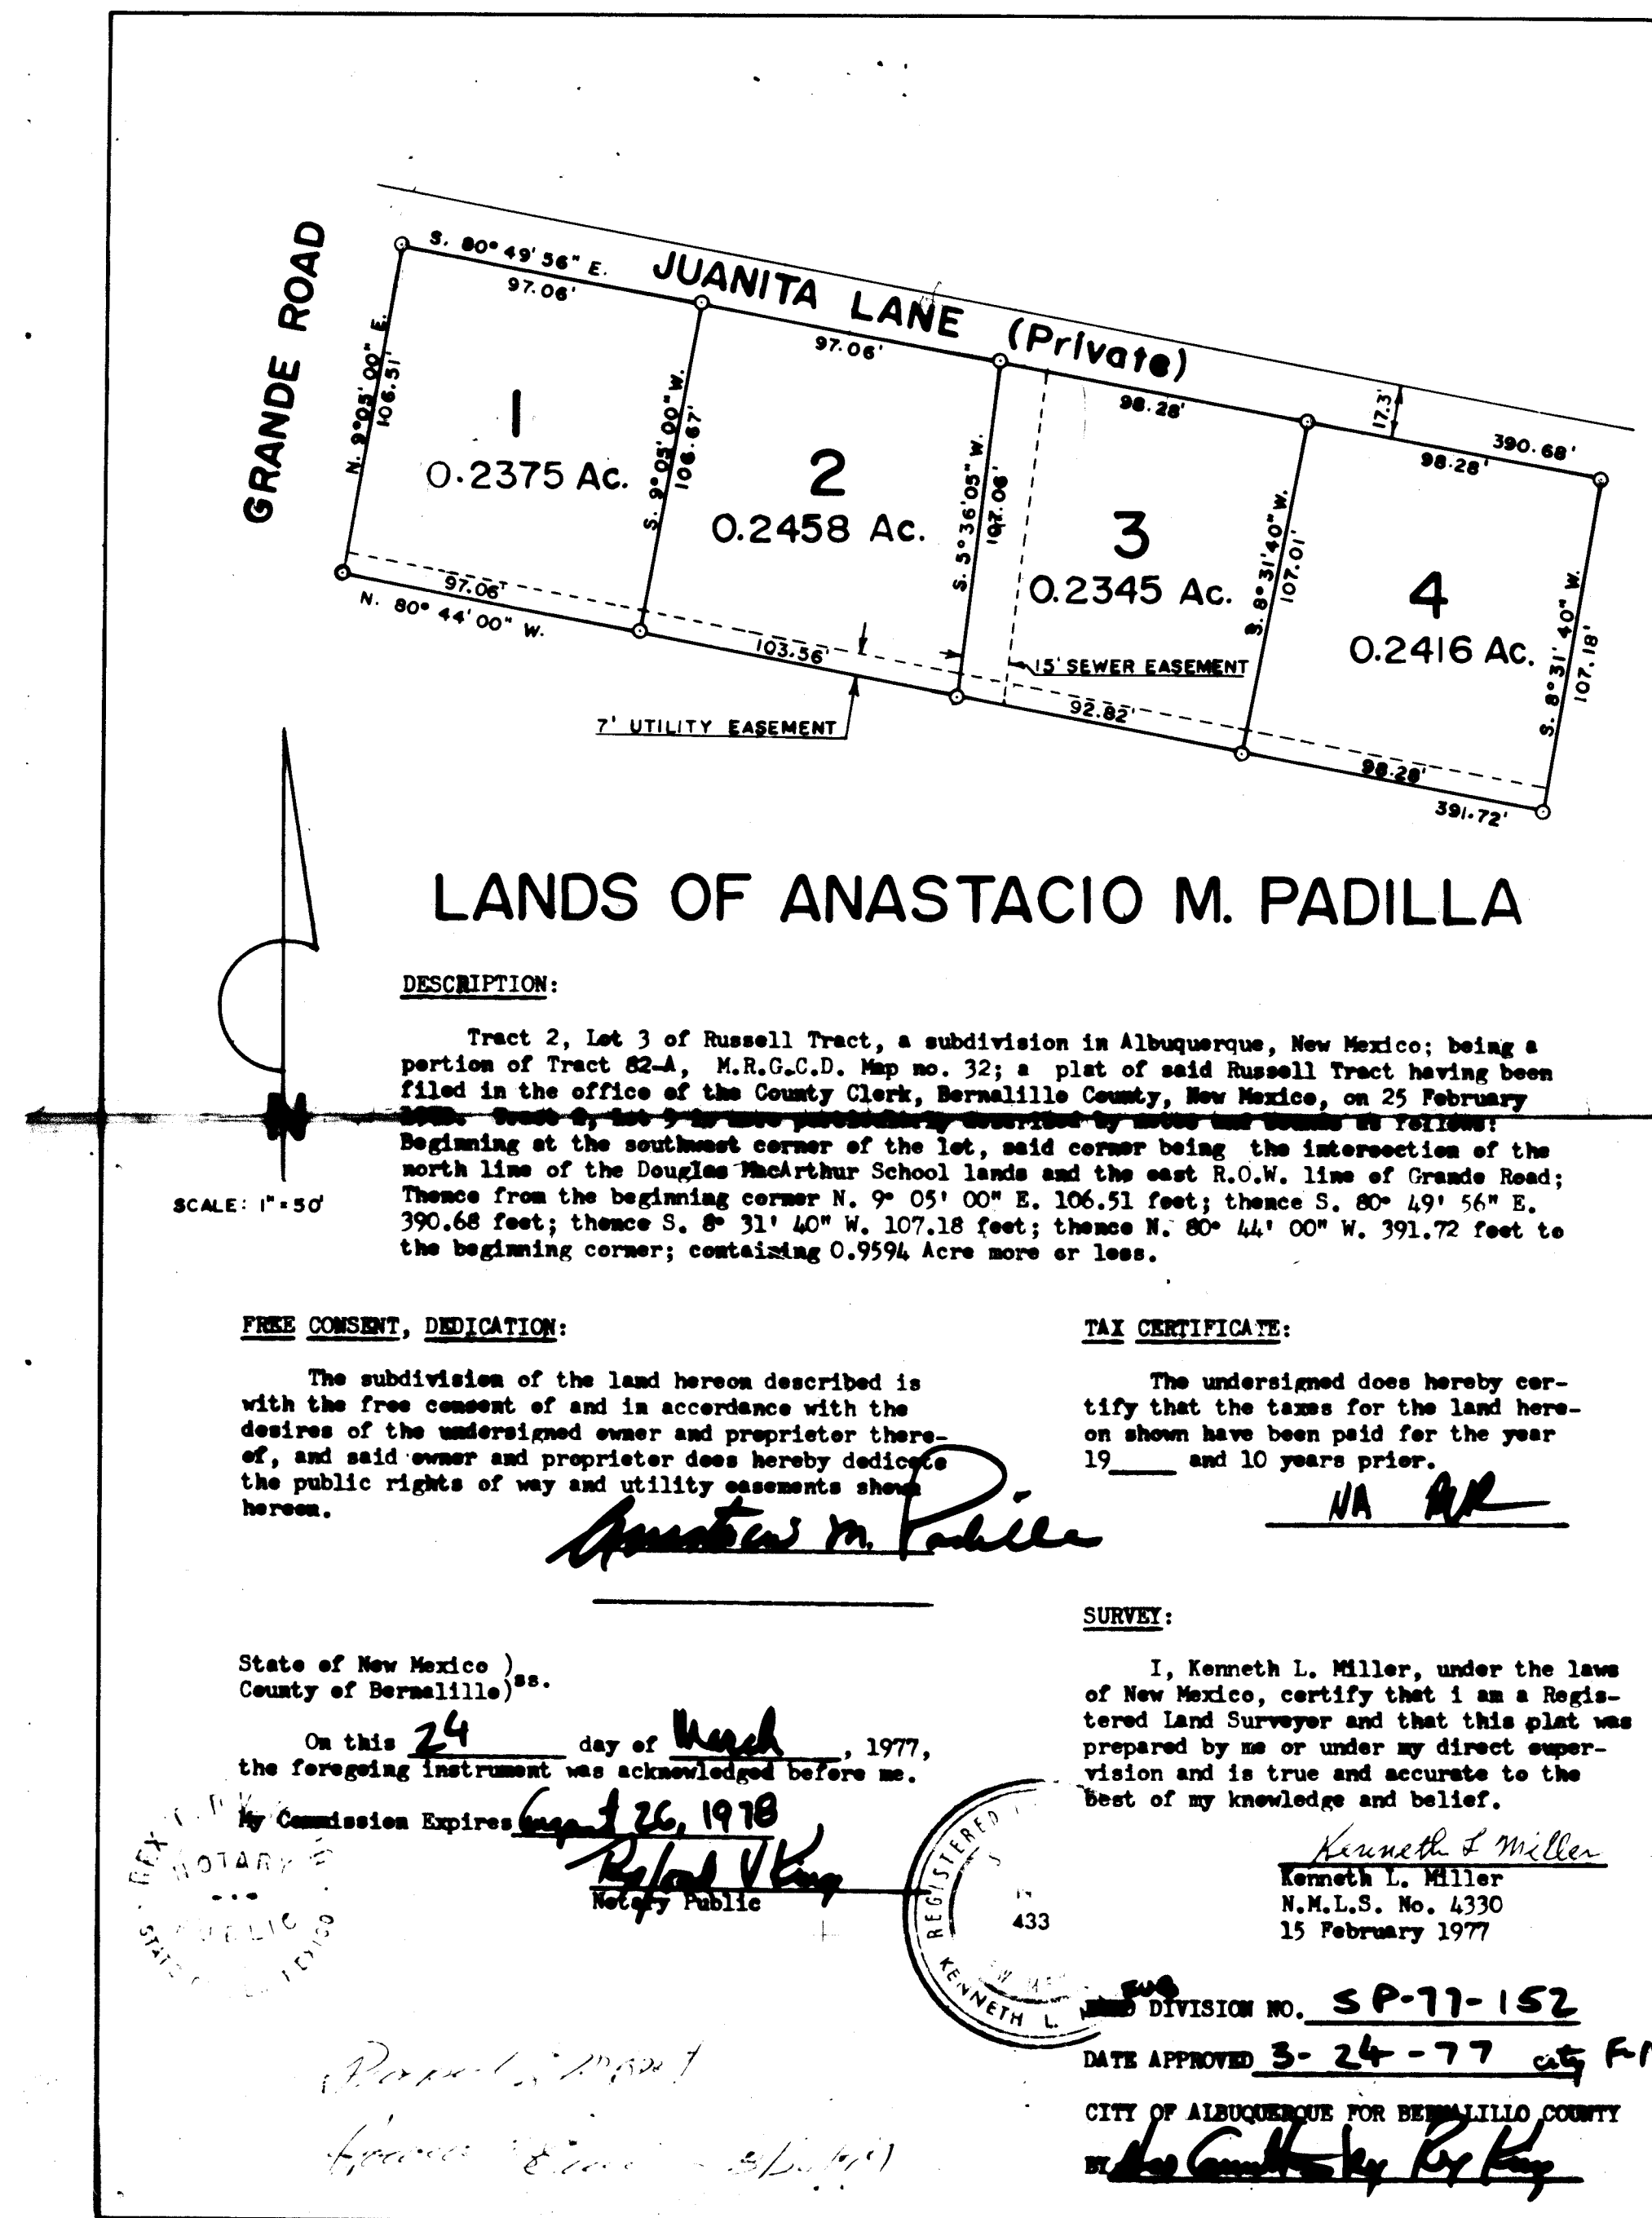 GRANDE ROAD
JUANITA LANE (Private)
S. 80° 49' 56" E.
97.06'
97.06'
98.28'
17.3'
390.68'
98.28'
N. 9°05' 00" E.
106.51'
1
0.2375 Ac.
S. 9°05' 00" W.
106.67'
2
0.2458 Ac.
S. 5°36'05" W.
107.06'
3
0.2345 Ac.
S. 8°31'40" W.
107.01'
4
0.2416 Ac.
S. 8°31' 40" W.
107.18'
97.06'
N. 80° 44' 00" W.
103.56'
15' SEWER EASEMENT
92.82'
7' UTILITY EASEMENT
98.28'
391.72'
LANDS OF ANASTACIO M. PADILLA
DESCRIPTION:
Tract 2, Lot 3 of Russell Tract, a subdivision in Albuquerque, New Mexico; being a
portion of Tract 82-A, M.R.G.C.D. Map no. 32; a plat of said Russell Tract having been
filed in the office of the County Clerk, Bernalillo County, New Mexico, on 25 February
Tract 2, Lot 3 is more particularly described by metes and bounds as follows:
Beginning at the southwest corner of the lot, said corner being the intersection of the
north line of the Douglas MacArthur School lands and the east R.O.W. line of Grande Road;
Thence from the beginning corner N. 9° 05' 00" E. 106.51 feet; thence S. 80° 49' 56" E.
390.68 feet; thence S. 8° 31' 40" W. 107.18 feet; thence N. 80° 44' 00" W. 391.72 feet to
the beginning corner; containing 0.9594 Acre more or less.
N
SCALE: 1"=50'
FREE CONSENT, DEDICATION:
The subdivision of the land hereon described is
with the free consent of and in accordance with the
desires of the undersigned owner and proprietor there-
of, and said owner and proprietor does hereby dedicate
the public rights of way and utility easements shown
hereon.
Anastacio M. Padilla
TAX CERTIFICATE:
The undersigned does hereby cer-
tify that the taxes for the land here-
on shown have been paid for the year
19____ and 10 years prior.
NA
State of New Mexico )
County of Bernalillo) ss.
On this 24 day of March, 1977,
the foregoing instrument was acknowledged before me.
My Commission Expires August 26, 1978
Notary Public
NOTARY
PUBLIC
SURVEY:
I, Kenneth L. Miller, under the laws
of New Mexico, certify that i am a Regis-
tered Land Surveyor and that this plat was
prepared by me or under my direct super-
vision and is true and accurate to the
best of my knowledge and belief.
Kenneth L Miller
Kenneth L. Miller
N.M.L.S. No. 4330
15 February 1977
REGISTERED
433
KENNETH L.
SUB DIVISION NO. SP-77-152
DATE APPROVED 3-24-77 city
CITY OF ALBUQUERQUE FOR BERNALILLO COUNTY
BY